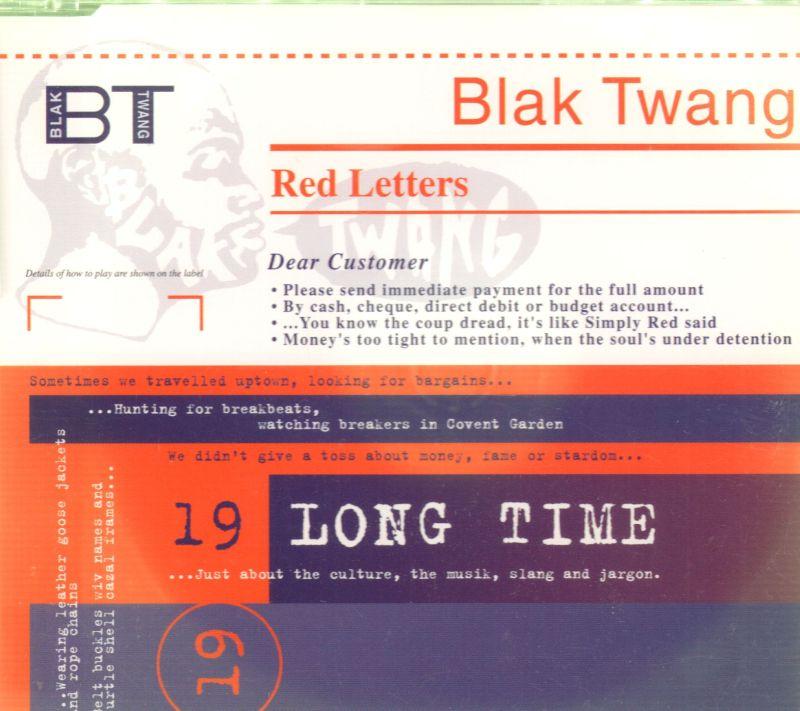 BLAK BT TWANG
Blak Twang
BLAK TWANG
Red Letters
Dear Customer
Details of how to play are shown on the label
• Please send immediate payment for the full amount
• By cash, cheque, direct debit or budget account...
• ...You know the coup dread, it's like Simply Red said
• Money's too tight to mention, when the soul's under detention
Sometimes we travelled uptown, looking for bargains...
...Hunting for breakbeats,
watching breakers in Covent Garden
We didn't give a toss about money, fame or stardom...
19 LONG TIME
...Just about the culture, the musik, slang and jargon.
19
...Wearing leather goose jackets
and rope chains
Belt buckles wiv names and
turtle shell cazal frames...